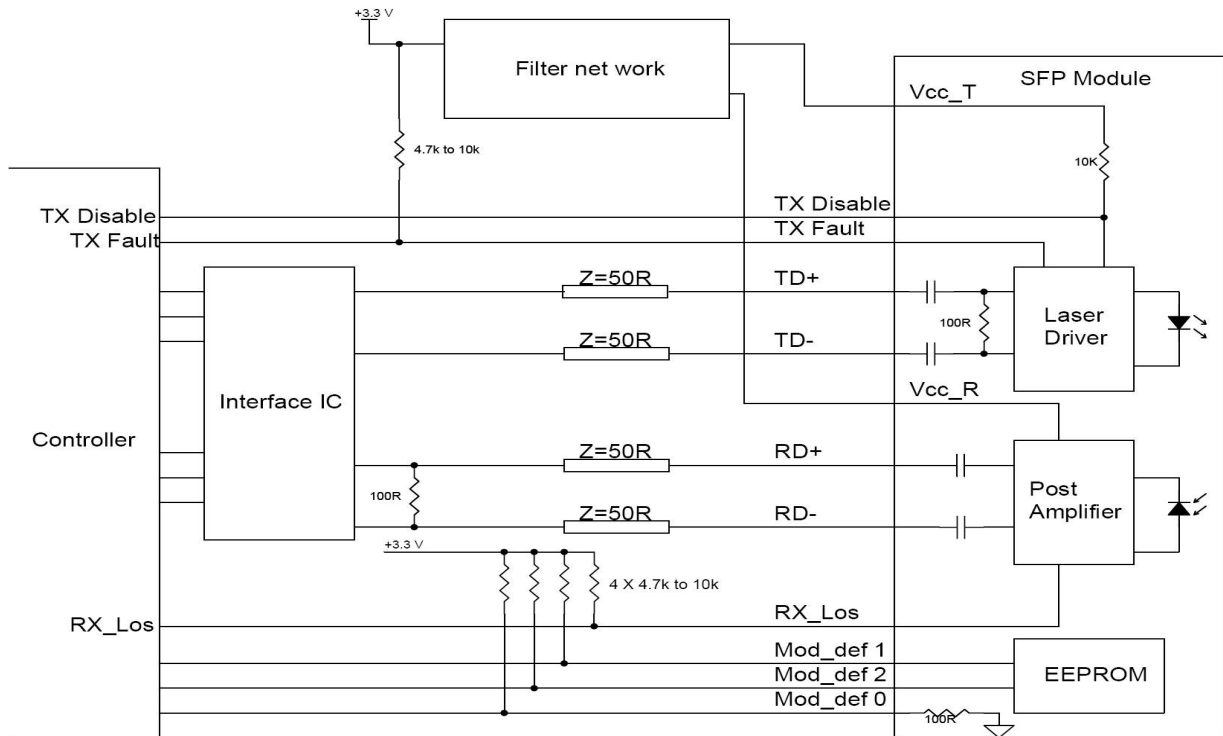 +3.3 V
Filter net work
SFP Module
Vcc_T
4.7k to 10k
10K
TX Disable
TX Disable
TX Fault
TX Fault
Z=50R
TD+
Laser
Driver
100R
Z=50R
TD-
Vcc_R
Interface IC
Controller
Z=50R
RD+
100R
Post
Amplifier
Z=50R
RD-
+3.3 V
4 X 4.7k to 10k
RX_Los
RX_Los
Mod_def 1
Mod_def 2
EEPROM
Mod_def 0
100R